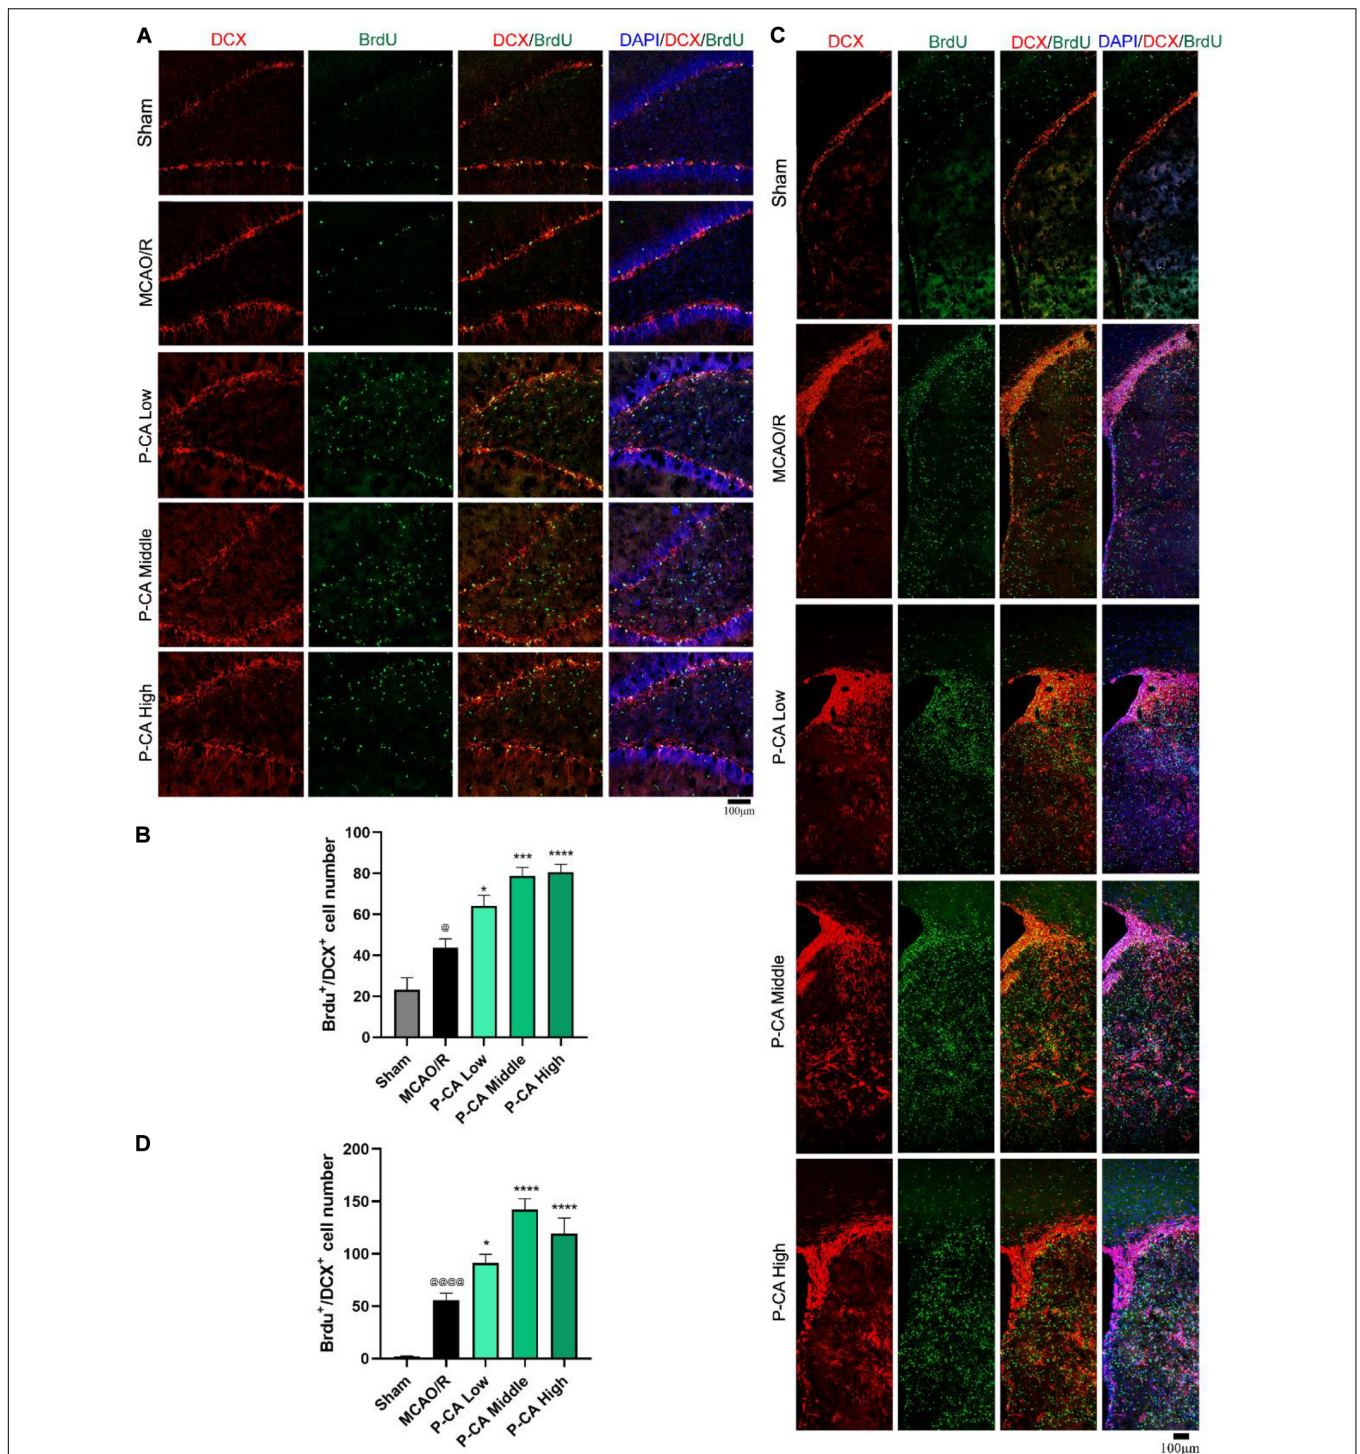 A
DCX BrdU DCX/BrdU DAPI/DCX/BrdU
Sham
MCAO/R
P-CA Low
P-CA Middle
P-CA High
100μm
B
Brdu⁺/DCX⁺ cell number
100
80
60
40
20
0
@
*
***
****
Sham
MCAO/R
P-CA Low
P-CA Middle
P-CA High
D
Brdu⁺/DCX⁺ cell number
200
150
100
50
0
@@@@
*
****
****
Sham
MCAO/R
P-CA Low
P-CA Middle
P-CA High
C
DCX BrdU DCX/BrdU DAPI/DCX/BrdU
Sham
MCAO/R
P-CA Low
P-CA Middle
P-CA High
100μm